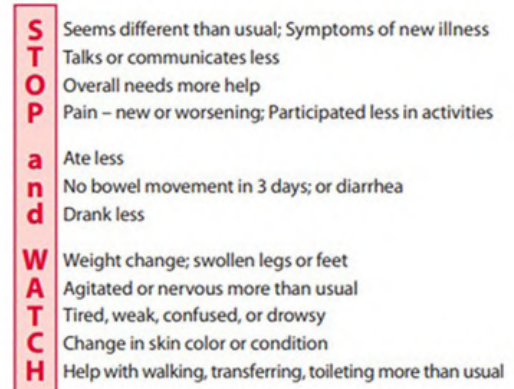 S Seems different than usual; Symptoms of new illness
T Talks or communicates less
O Overall needs more help
P Pain – new or worsening; Participated less in activities
a Ate less
n No bowel movement in 3 days; or diarrhea
d Drank less
W Weight change; swollen legs or feet
A Agitated or nervous more than usual
T Tired, weak, confused, or drowsy
C Change in skin color or condition
H Help with walking, transferring, toileting more than usual